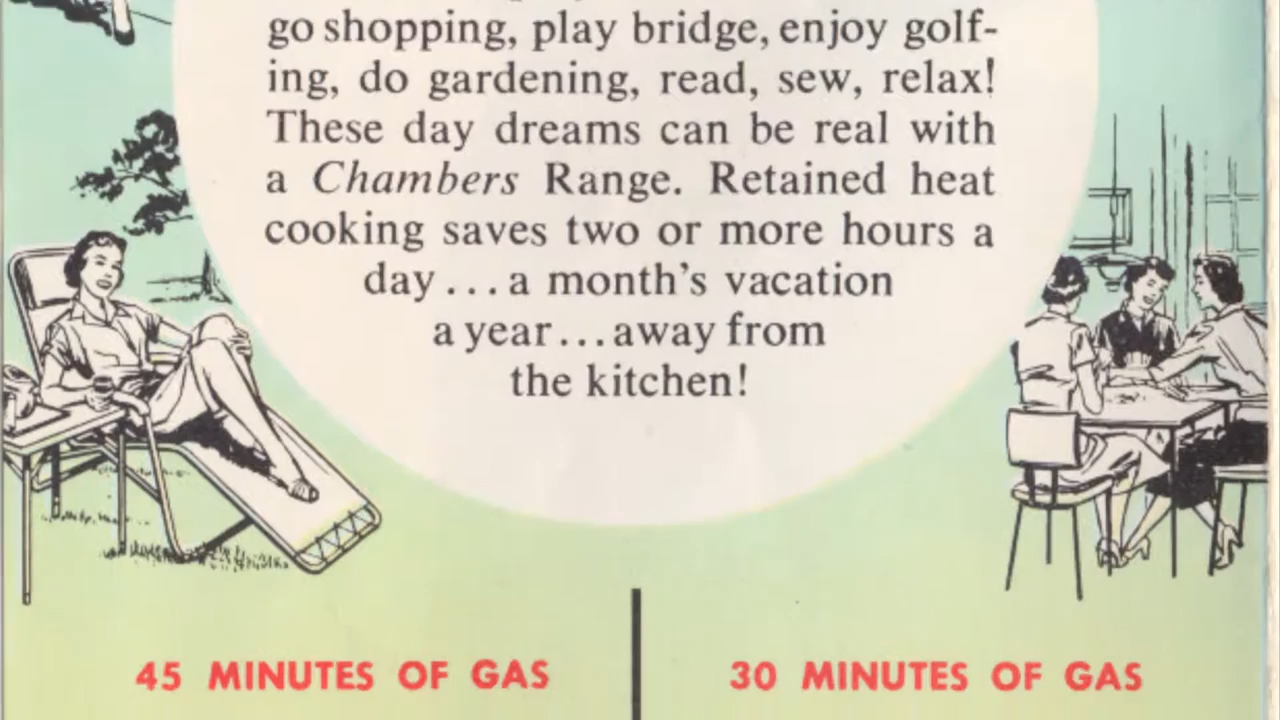 go shopping, play bridge, enjoy golf-
ing, do gardening, read, sew, relax!
These day dreams can be real with
a Chambers Range. Retained heat
cooking saves two or more hours a
day...a month's vacation
a year...away from
the kitchen!
45 MINUTES OF GAS
30 MINUTES OF GAS